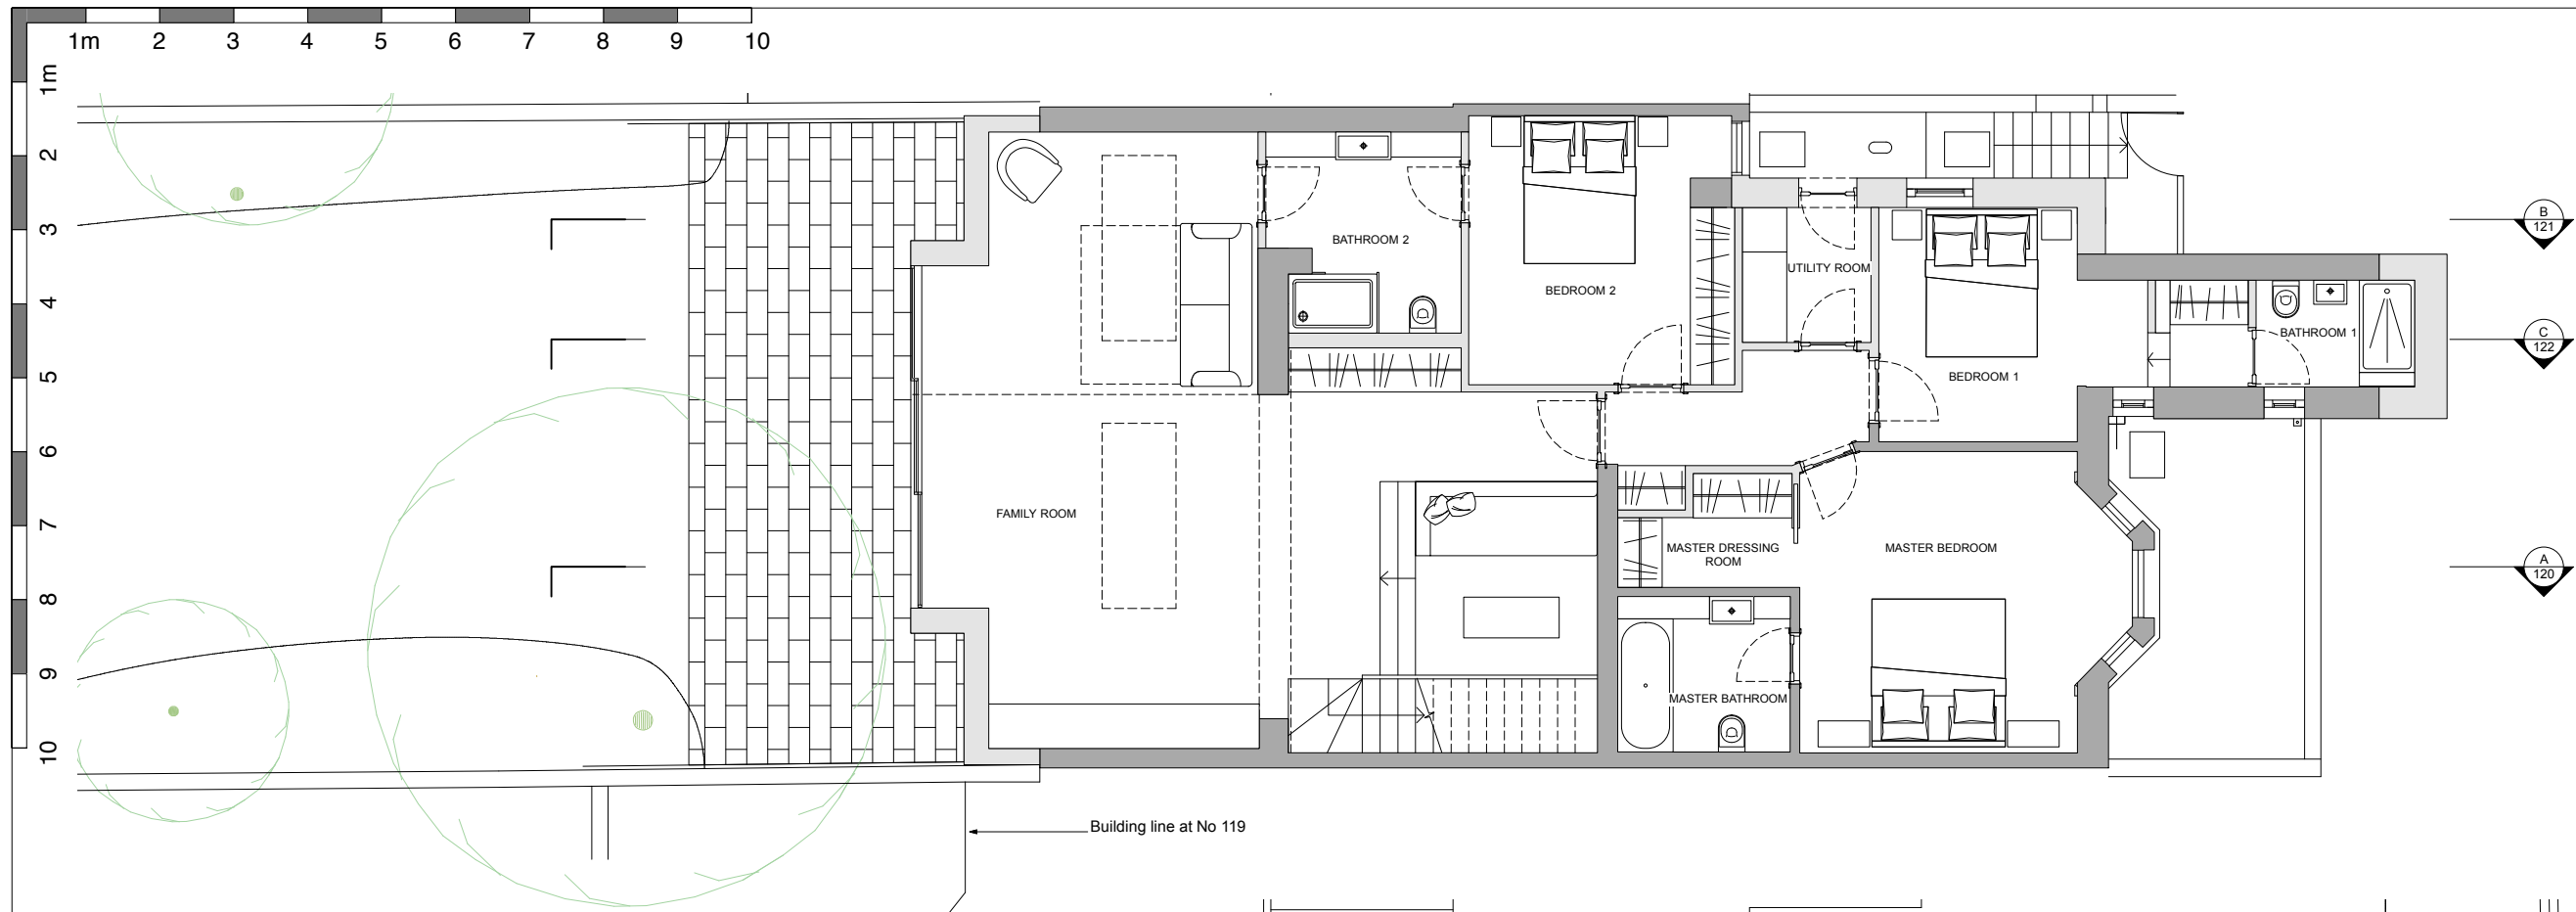 1m 2 3 4 5 6 7 8 9 10
1m
2
3
4
5
6
7
8
9
10
B
121
C
122
A
120
BATHROOM 2
BEDROOM 2
UTILITY ROOM
BEDROOM 1
BATHROOM 1
FAMILY ROOM
MASTER DRESSING
ROOM
MASTER BEDROOM
MASTER BATHROOM
Building line at No 119